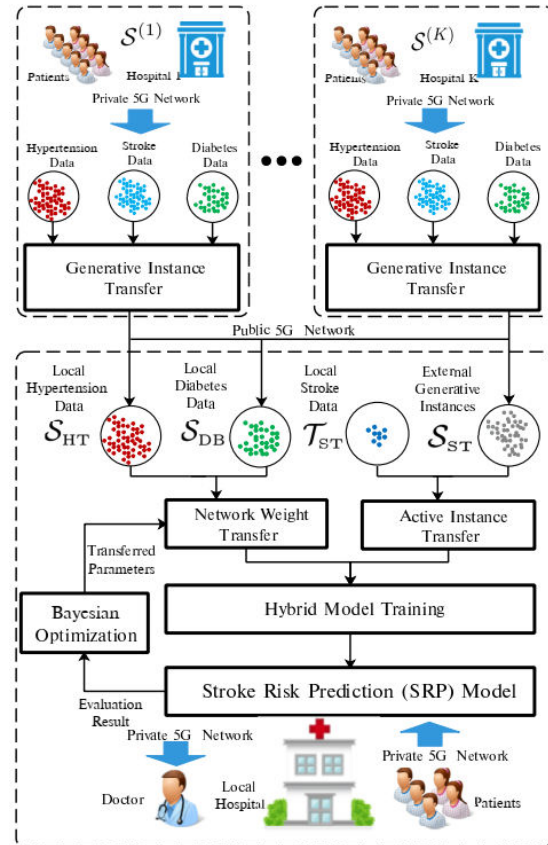 S(1)
Patients
Hospital
Private 5G Network
Hypertension
Data
Stroke
Data
Diabetes
Data
Generative Instance
Transfer
S(K)
Patients
Hospital K
Private 5G Network
Hypertension
Data
Stroke
Data
Diabetes
Data
Generative Instance
Transfer
Public 5G Network
Local
Hypertension
Data
S_HT
Local
Diabetes
Data
S_DB
Local
Stroke
Data
T_ST
External
Generative
Instances
S_ST
Network Weight
Transfer
Active Instance
Transfer
Transferred
Parameters
Bayesian
Optimization
Hybrid Model Training
Stroke Risk Prediction (SRP) Model
Evaluation
Result
Private 5G Network
Doctor
Local
Hospital
Private 5G Network
Patients